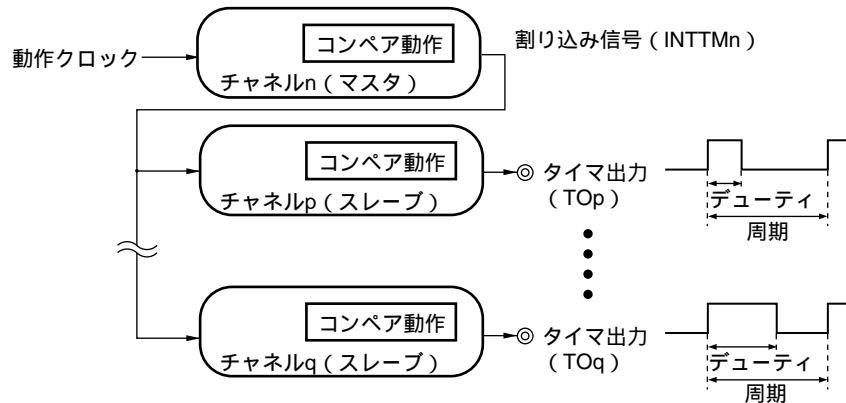 コンペア動作
動作クロック
チャネルn（マスタ）
割り込み信号（INTTMn）
コンペア動作
チャネルp（スレーブ）
タイマ出力
（TOp）
デューティ
周期
コンペア動作
チャネルq（スレーブ）
タイマ出力
（TOq）
デューティ
周期